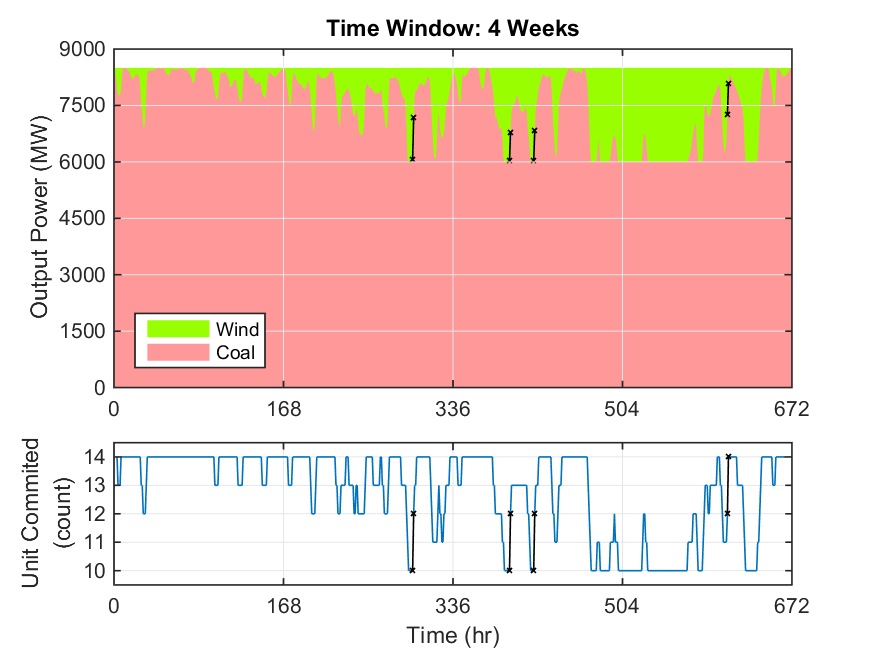 Time Window: 4 Weeks
Output Power (MW)
9000
7500
6000
4500
3000
1500
0
Wind
Coal
0 168 336 504 672
Unit Commited
(count)
14
13
12
11
10
0 168 336 504 672
Time (hr)